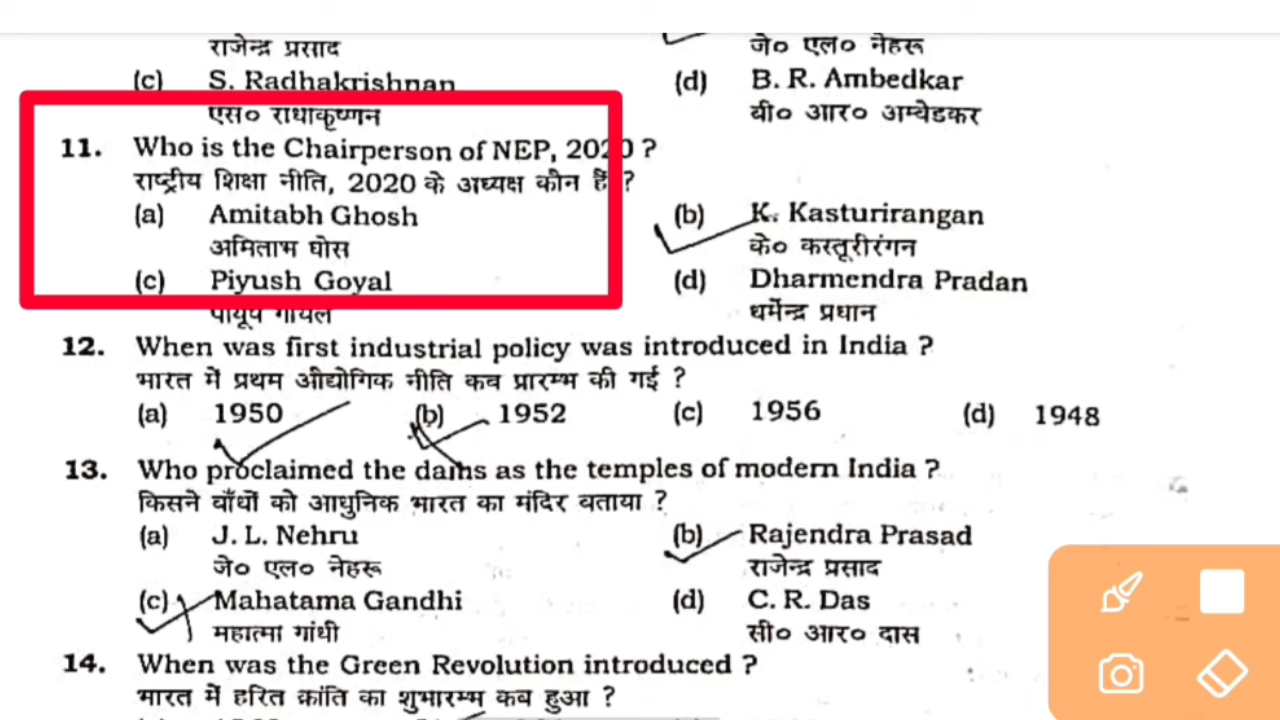 राजेन्द्र प्रसाद
जे० एल० नेहरू
(c) S. Radhakrishnan (d) B. R. Ambedkar
एस० राधाकृष्णन बी० आर० अम्बेडकर
11. Who is the Chairperson of NEP, 2020 ?
राष्ट्रीय शिक्षा नीति, 2020 के अध्यक्ष कौन हैं ?
(a) Amitabh Ghosh (b) K. Kasturirangan
अमिताभ घोस के० कस्तूरीरंगन
(c) Piyush Goyal (d) Dharmendra Pradan
पीयूष गोयल धर्मेन्द्र प्रधान
12. When was first industrial policy was introduced in India ?
भारत में प्रथम औद्योगिक नीति कब प्रारम्भ की गई ?
(a) 1950 (b) 1952 (c) 1956 (d) 1948
13. Who proclaimed the dams as the temples of modern India ?
किसने बाँधों को आधुनिक भारत का मंदिर बताया ?
(a) J. L. Nehru (b) Rajendra Prasad
जे० एल० नेहरू राजेन्द्र प्रसाद
(c) Mahatama Gandhi (d) C. R. Das
महात्मा गांधी सी० आर० दास
14. When was the Green Revolution introduced ?
भारत में हरित क्रांति का शुभारम्भ कब हुआ ?